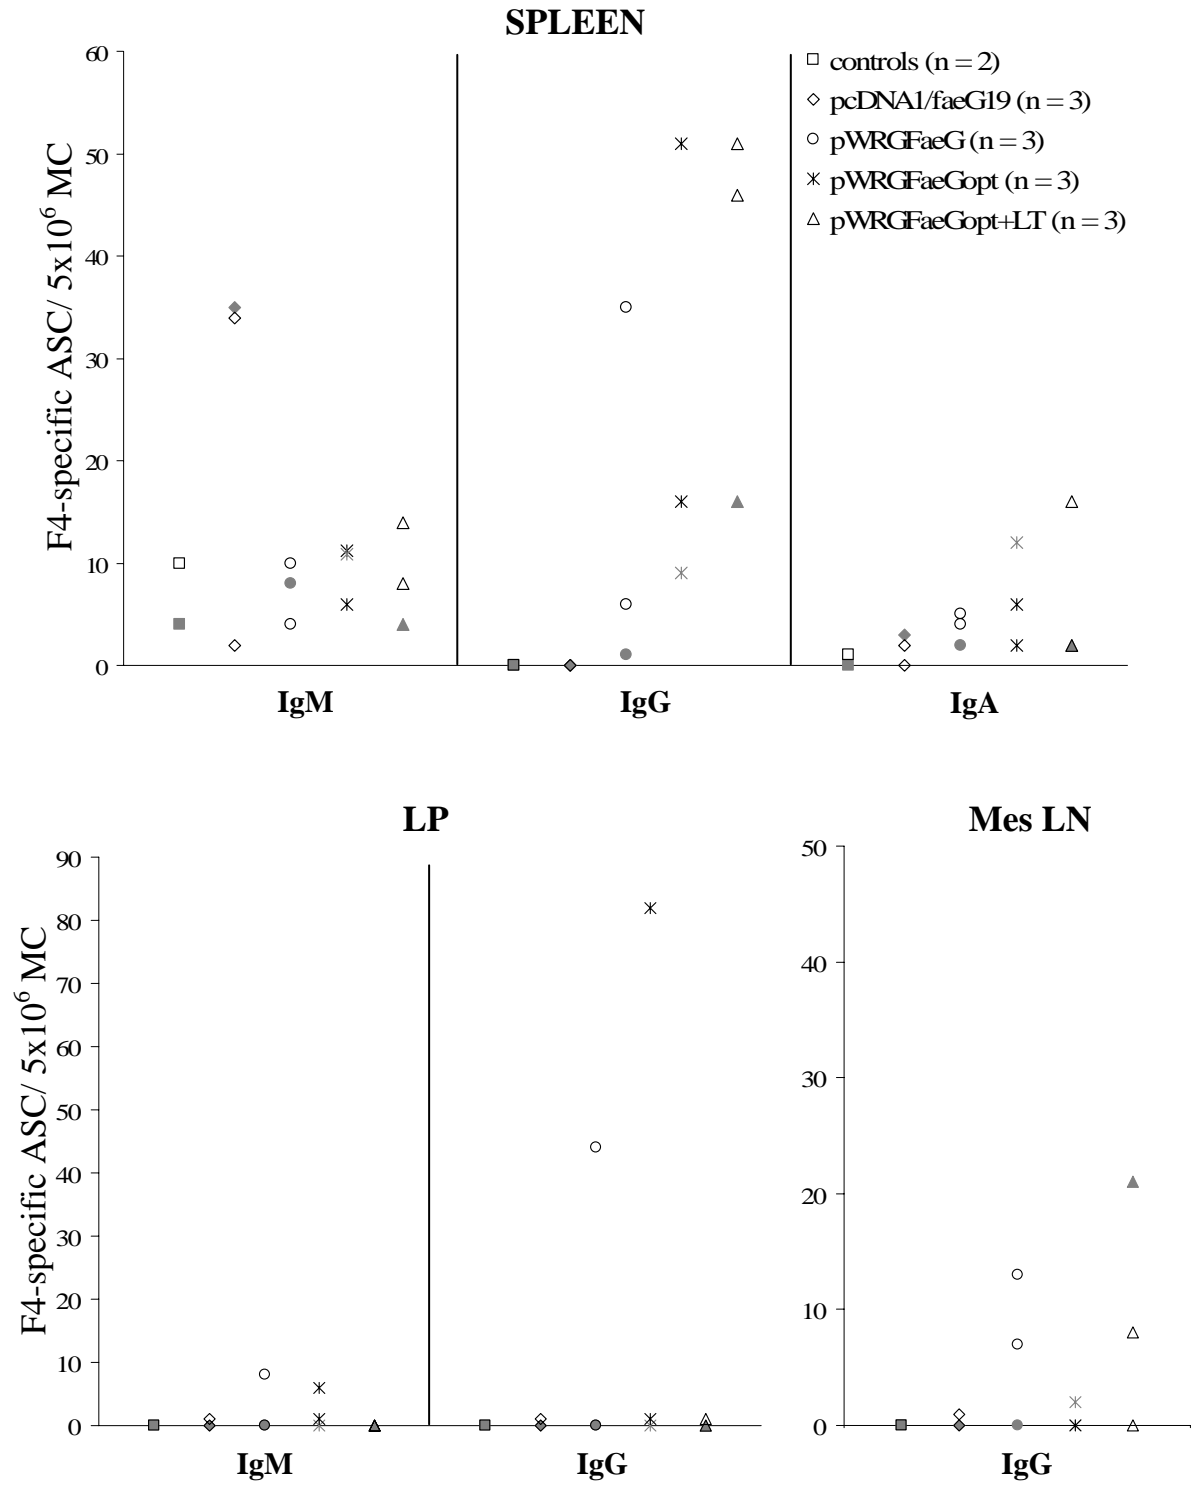 SPLEEN
60
50
40
30
20
10
0
F4-specific ASC/ 5x10⁶ MC
controls (n = 2)
pcDNA1/faeG19 (n = 3)
pWRGFaeG (n = 3)
pWRGFaeGopt (n = 3)
pWRGFaeGopt+LT (n = 3)
IgM IgG IgA
LP
90
80
70
60
50
40
30
20
10
0
F4-specific ASC/ 5x10⁶ MC
IgM IgG
Mes LN
50
40
30
20
10
0
IgG